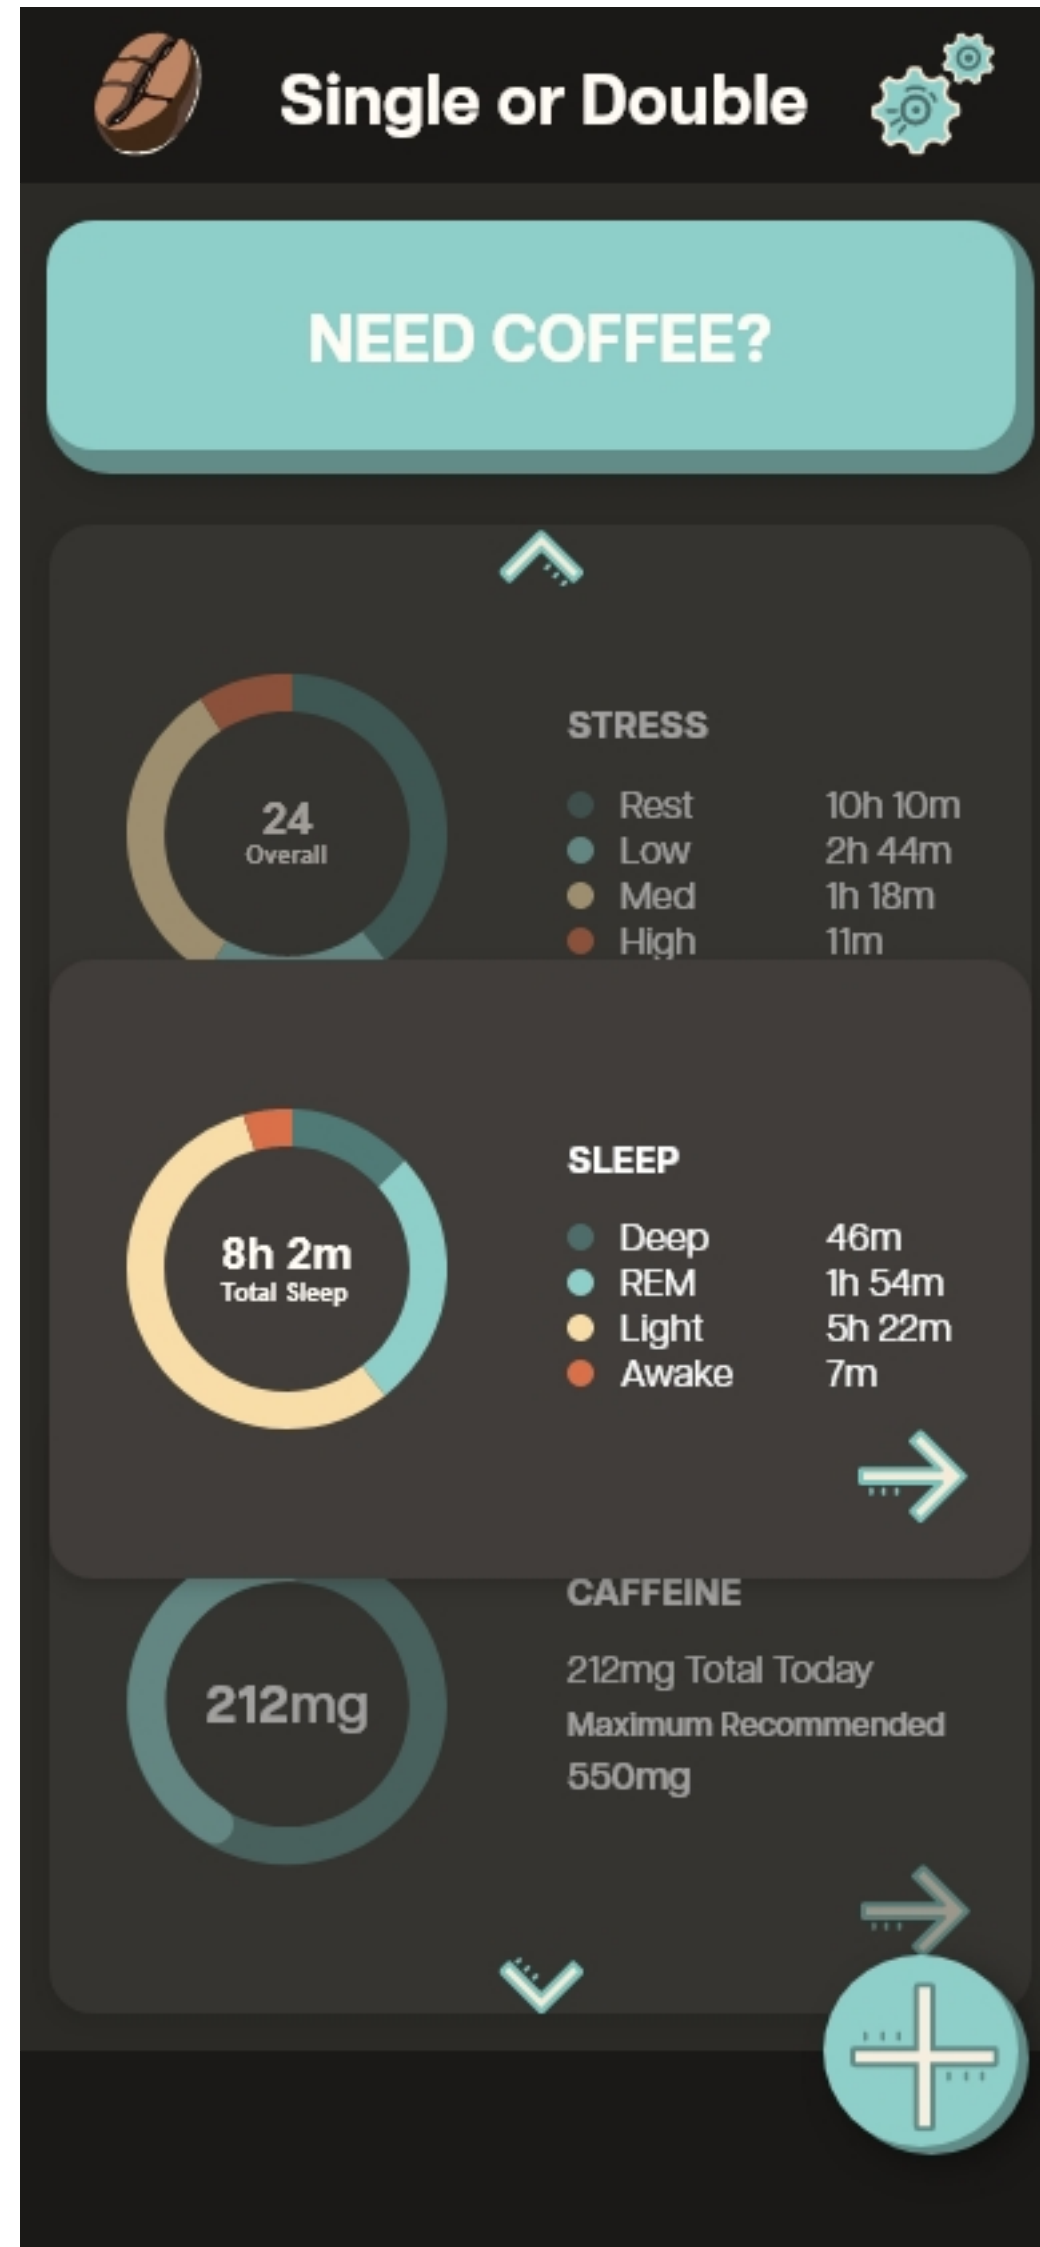 Single or Double
NEED COFFEE?
24
Overall
STRESS
Rest 10h 10m
Low 2h 44m
Med 1h 18m
High 11m
8h 2m
Total Sleep
SLEEP
Deep 46m
REM 1h 54m
Light 5h 22m
Awake 7m
212mg
CAFFEINE
212mg Total Today
Maximum Recommended
550mg